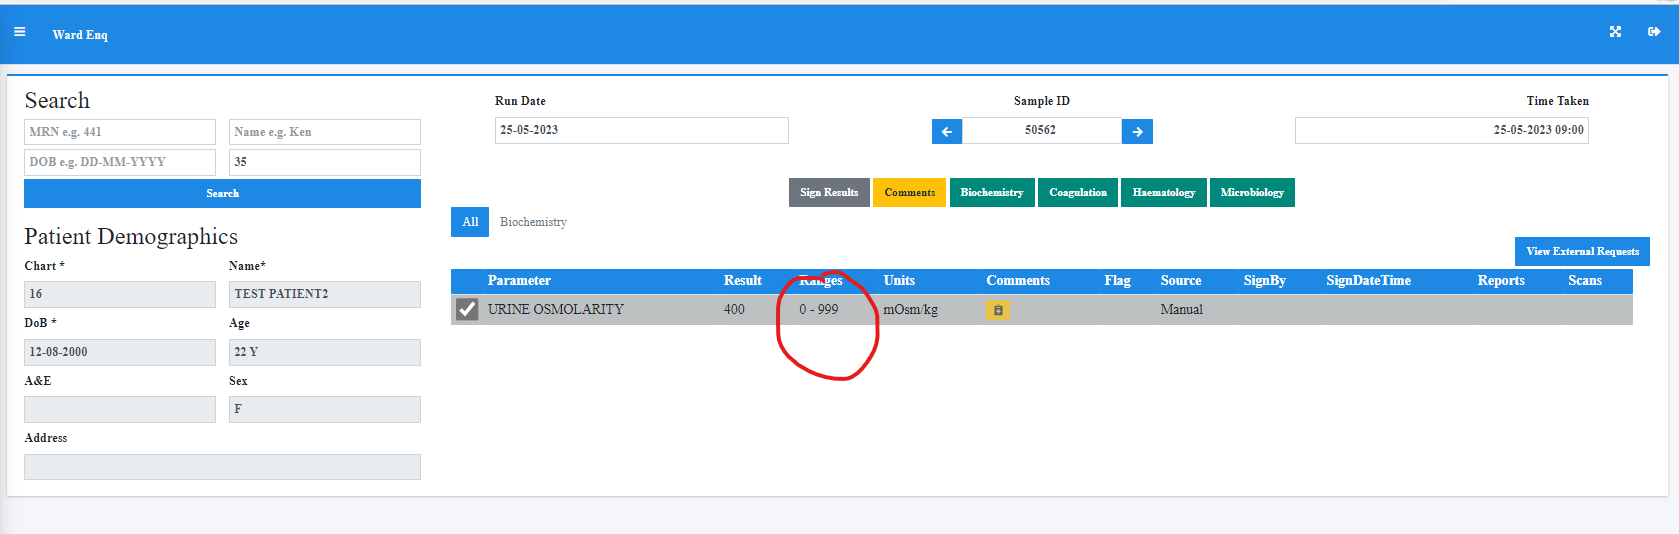 Ward Enq
Search
MRN e.g. 441 Name e.g. Ken
DOB e.g. DD-MM-YYYY 35
Search
Patient Demographics
Chart * Name*
16 TEST PATIENT2
DoB * Age
12-08-2000 22 Y
A&E Sex
F
Address
Run Date Sample ID Time Taken
25-05-2023 50562 25-05-2023 09:00
Sign Results Comments Biochemistry Coagulation Haematology Microbiology
All Biochemistry
View External Requests
Parameter Result Ranges Units Comments Flag Source SignBy SignDateTime Reports Scans
URINE OSMOLARITY 400 0 - 999 mOsm/kg Manual